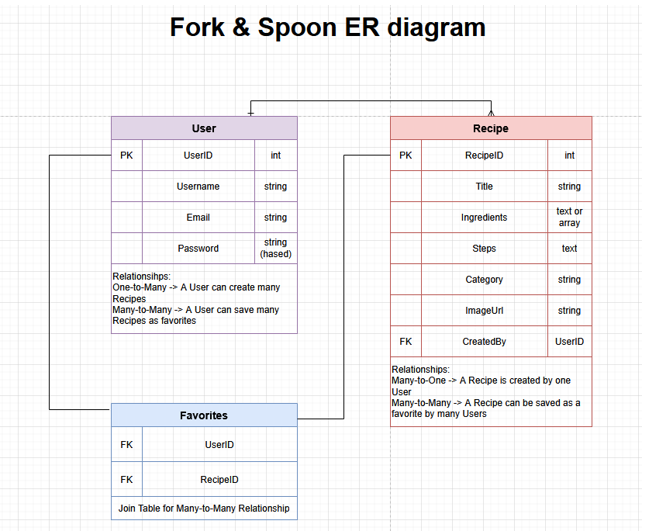 Fork & Spoon ER diagram
User
PK UserID int
Username string
Email string
Password string
(hased)
Relationsihps:
One-to-Many -> A User can create many
Recipes
Many-to-Many -> A User can save many
Recipes as favorites
Recipe
PK RecipeID int
Title string
Ingredients text or
array
Steps text
Category string
ImageUrl string
FK CreatedBy UserID
Relationships:
Many-to-One -> A Recipe is created by one
User
Many-to-Many -> A Recipe can be saved as a
favorite by many Users
Favorites
FK UserID
FK RecipeID
Join Table for Many-to-Many Relationship